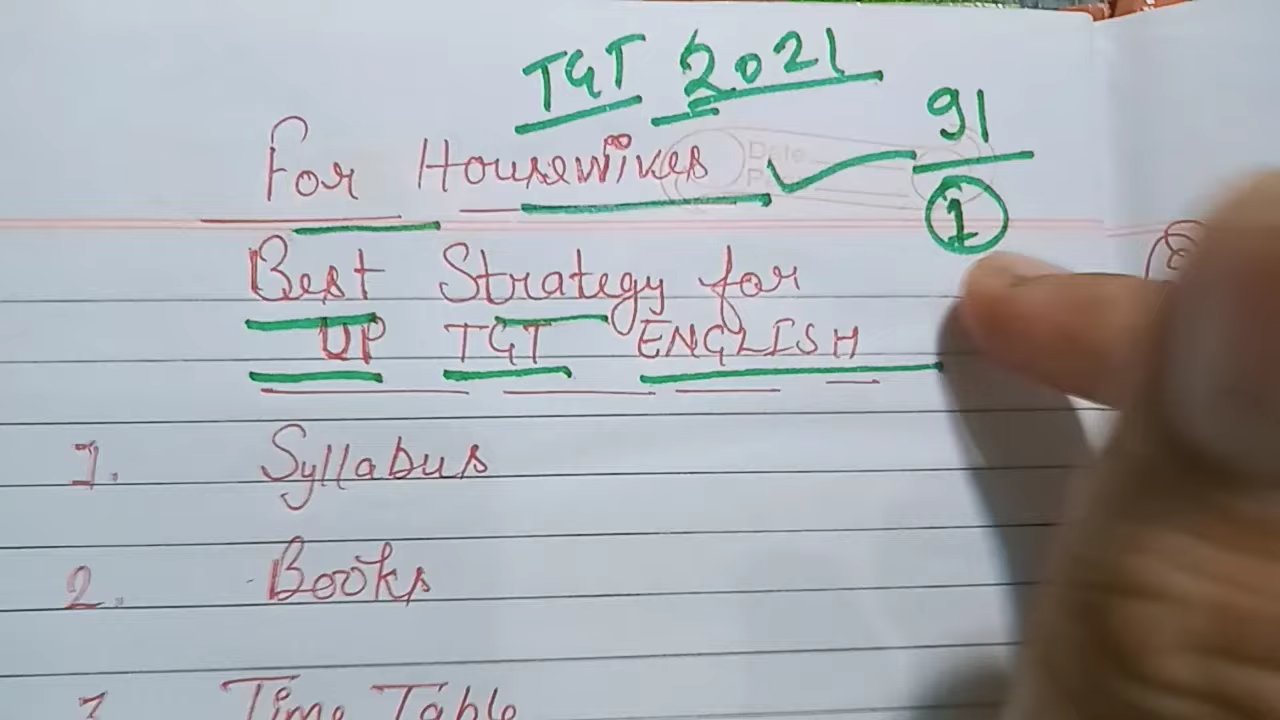 TGT 2021
91
For Housewives
1
Best Strategy for
UP TGT ENGLISH
1. Syllabus
2. Books
3. Time Table